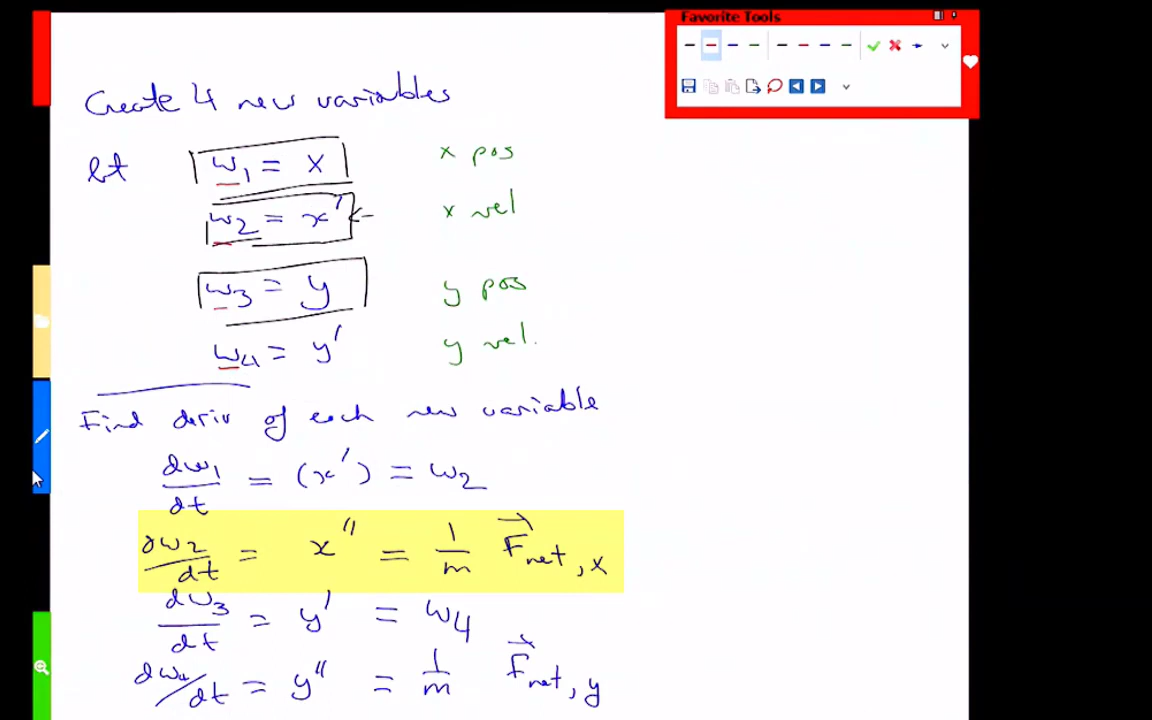 Favorite Tools
Create 4 new variables
let w₁ = x x pos
w₂ = x' ← x vel
w₃ = y y pos
w₄ = y' y vel.
Find deriv of each new variable
dw₁/dt = (x') = w₂
dw₂/dt = x'' = 1/m F⃗net,x
dw₃/dt = y' = w₄
dw₄/dt = y'' = 1/m F⃗net,y